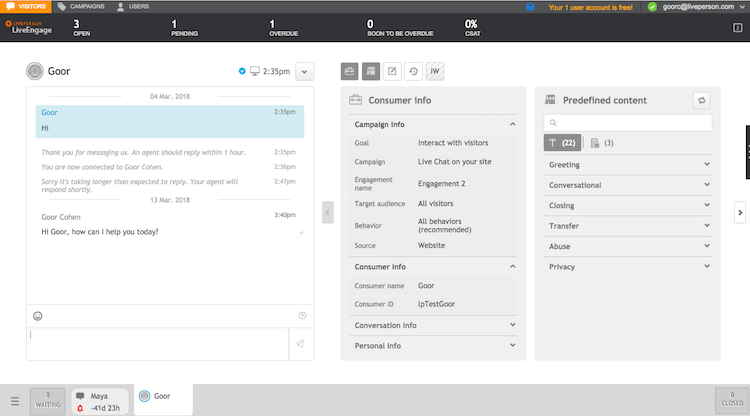 VISITORS CAMPAIGNS USERS Your 1 user account is free! goorc@liveperson.com
LIVEPERSON
LiveEngage
3 1 1 0 0%
OPEN PENDING OVERDUE SOON TO BE OVERDUE CSAT
Goor 2:35pm
IW
04 Mar. 2018
Goor 2:35pm
Hi
Thank you for messaging us. An agent should reply within 1 hour. 2:35pm
You are now connected to Goor Cohen. 2:36pm
Sorry it's taking longer than expected to reply. Your agent will 2:47pm
respond shortly.
13 Mar. 2018
Goor Cohen 3:40pm
Hi Goor, how can I help you today?
Consumer info
Campaign info
Goal Interact with visitors
Campaign Live Chat on your site
Engagement
name Engagement 2
Target audience All visitors
Behavior All behaviors
(recommended)
Source Website
Consumer info
Consumer name Goor
Consumer ID lpTestGoor
Conversation info
Personal info
Predefined content
T (22) (3)
Greeting
Conversational
Closing
Transfer
Abuse
Privacy
0
WAITING
Maya
-41d 23h
Goor
0
CLOSED